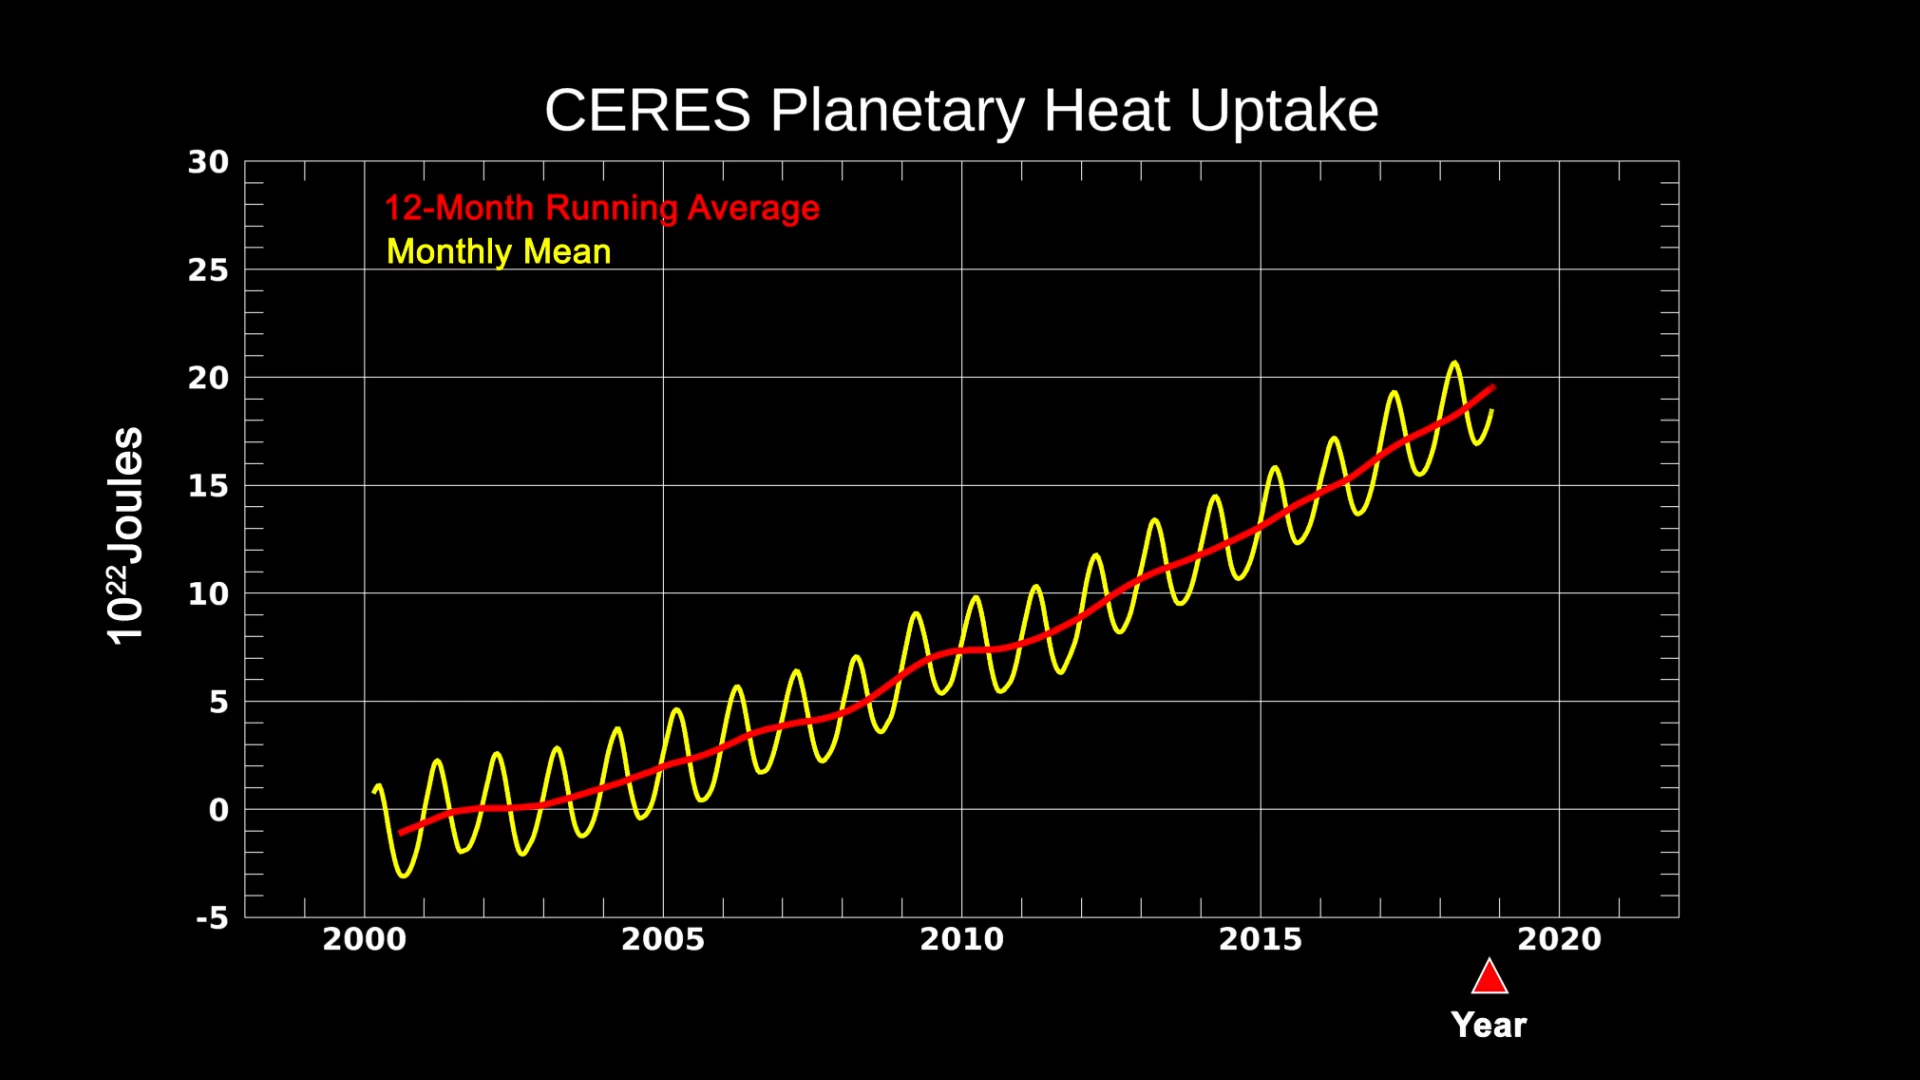 CERES Planetary Heat Uptake
30
12-Month Running Average
Monthly Mean
25
20
15
10
5
0
-5
10²²Joules
2000 2005 2010 2015 2020
Year